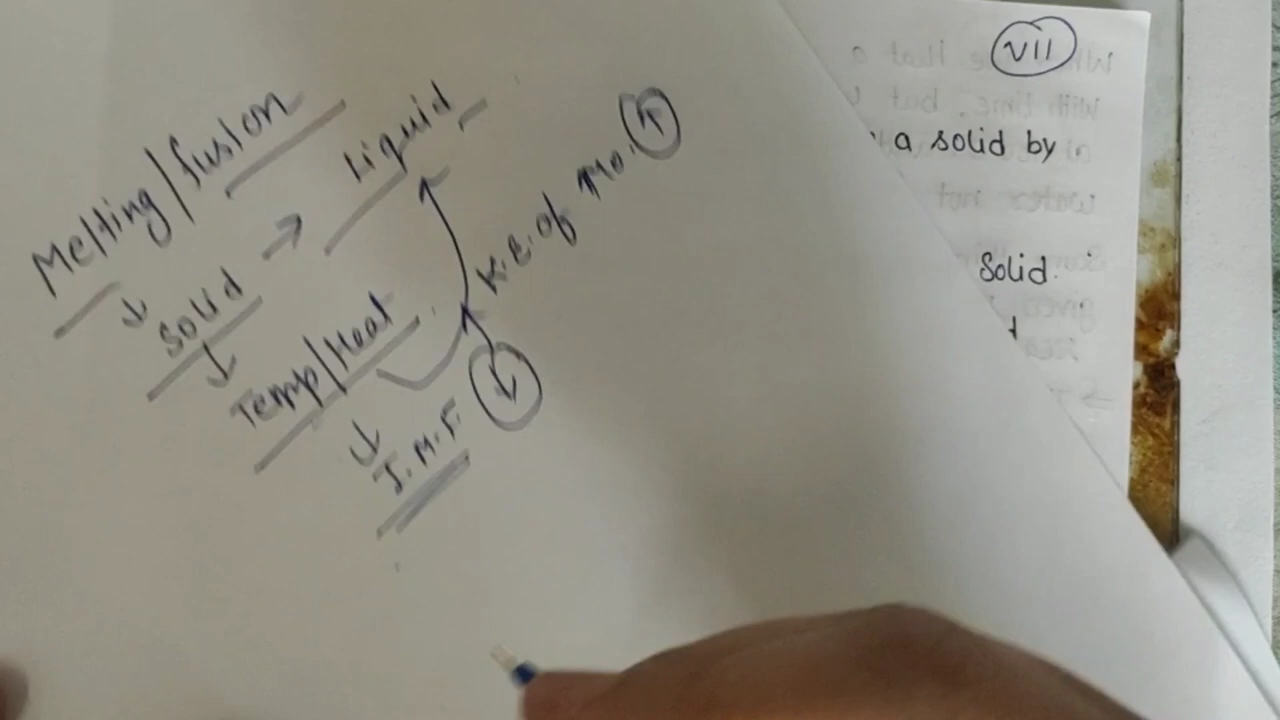 Melting/fusion
↓
Solid → Liquid
↓
Temp/Heat
K.E. of Mo. ↑
↓
I.M.F. ↓
VII
a solid by
Solid.